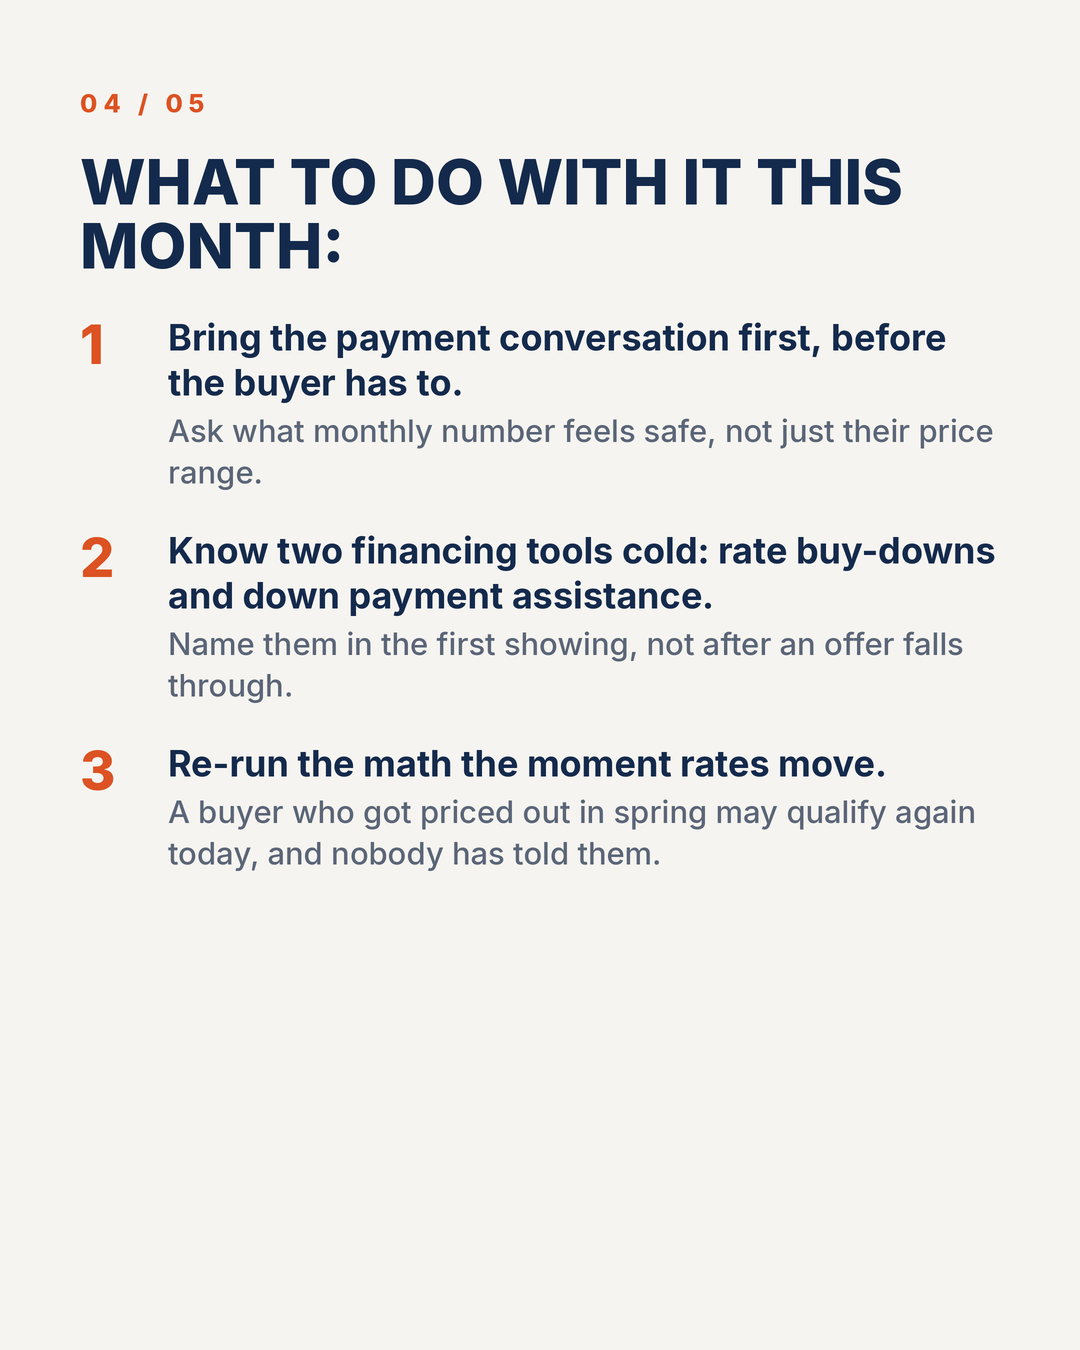 04 / 05
WHAT TO DO WITH IT THIS
MONTH:
1
Bring the payment conversation first, before
the buyer has to.
Ask what monthly number feels safe, not just their price
range.
2
Know two financing tools cold: rate buy-downs
and down payment assistance.
Name them in the first showing, not after an offer falls
through.
3
Re-run the math the moment rates move.
A buyer who got priced out in spring may qualify again
today, and nobody has told them.